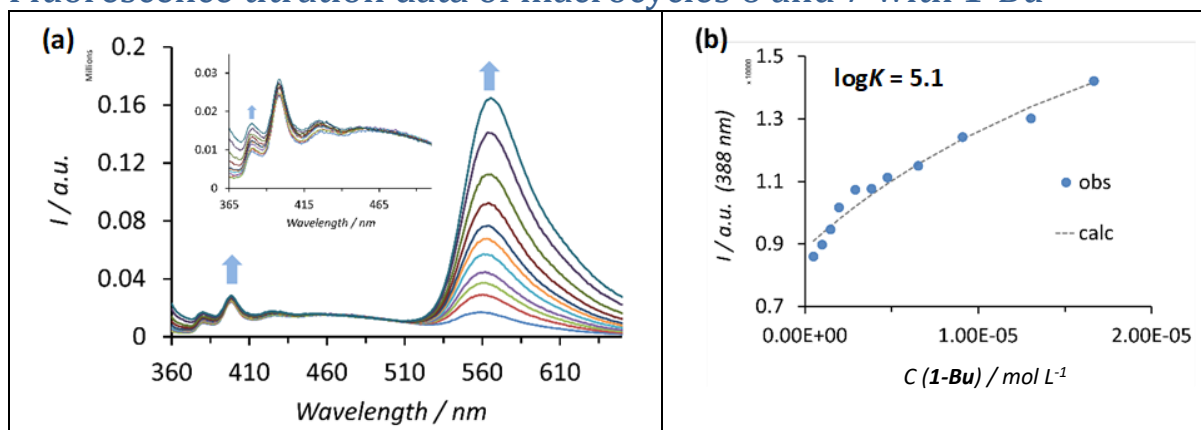 Fluorescence titration data of macrocycles 6 and 7 with 1-Bu
(a)
0.2
Millions
0.16
0.12
0.08
0.04
0
I / a.u.
360 410 460 510 560 610
Wavelength / nm
0.03
0.02
0.01
0
365 415 465
Wavelength / nm
(b)
x 10000
1.5
1.3
1.1
0.9
0.7
I / a.u. (388 nm)
logK = 5.1
obs
calc
0.00E+00 1.00E-05 2.00E-05
C (1-Bu) / mol L-1